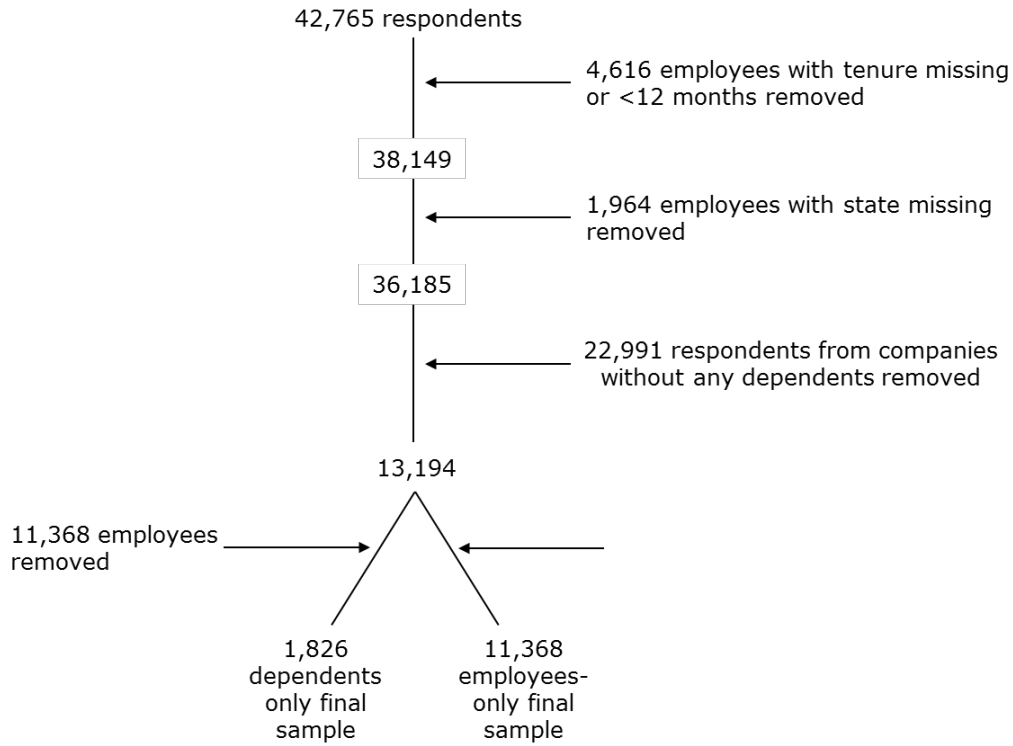 42,765 respondents
4,616 employees with tenure missing
or <12 months removed
38,149
1,964 employees with state missing
removed
36,185
22,991 respondents from companies
without any dependents removed
13,194
11,368 employees
removed
1,826
dependents
only final
sample
11,368
employees-
only final
sample